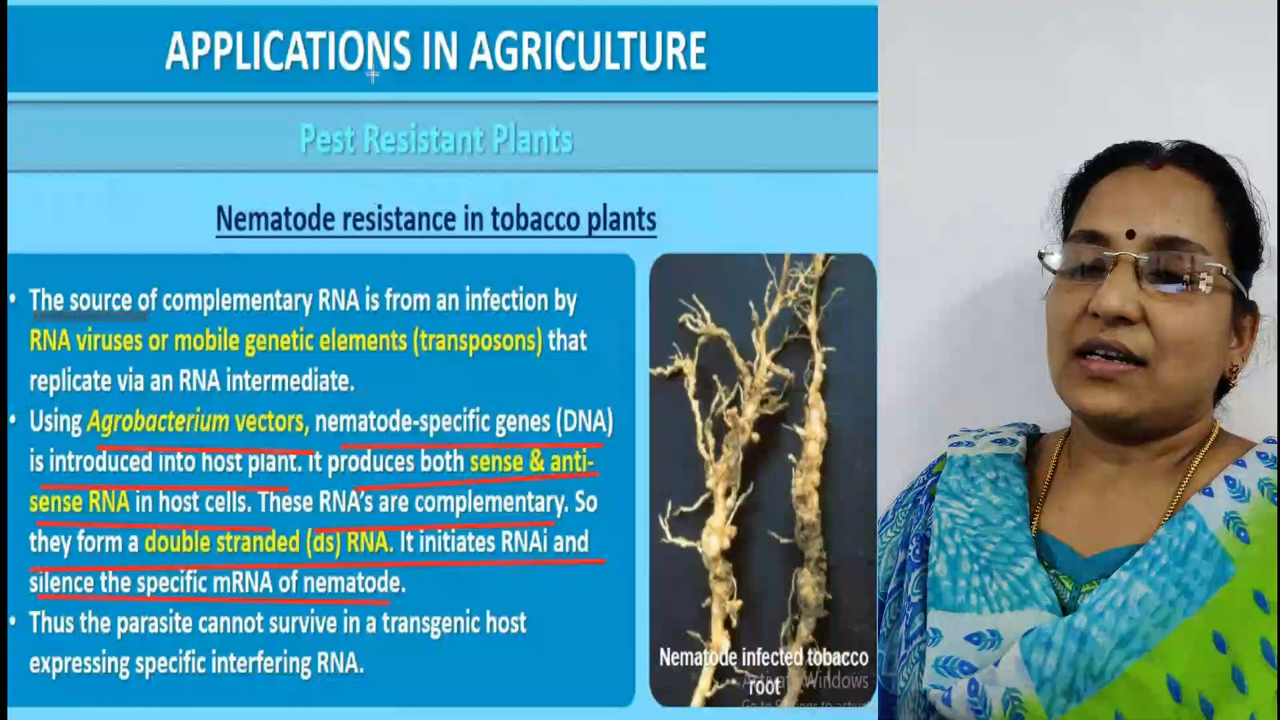 APPLICATIONS IN AGRICULTURE
Pest Resistant Plants
Nematode resistance in tobacco plants
• The source of complementary RNA is from an infection by
RNA viruses or mobile genetic elements (transposons) that
replicate via an RNA intermediate.
• Using Agrobacterium vectors, nematode-specific genes (DNA)
is introduced into host plant. It produces both sense & anti-
sense RNA in host cells. These RNA's are complementary. So
they form a double stranded (ds) RNA. It initiates RNAi and
silence the specific mRNA of nematode.
• Thus the parasite cannot survive in a transgenic host
expressing specific interfering RNA.
Nematode infected tobacco
root
Activate Windows
Go to Settings to activa